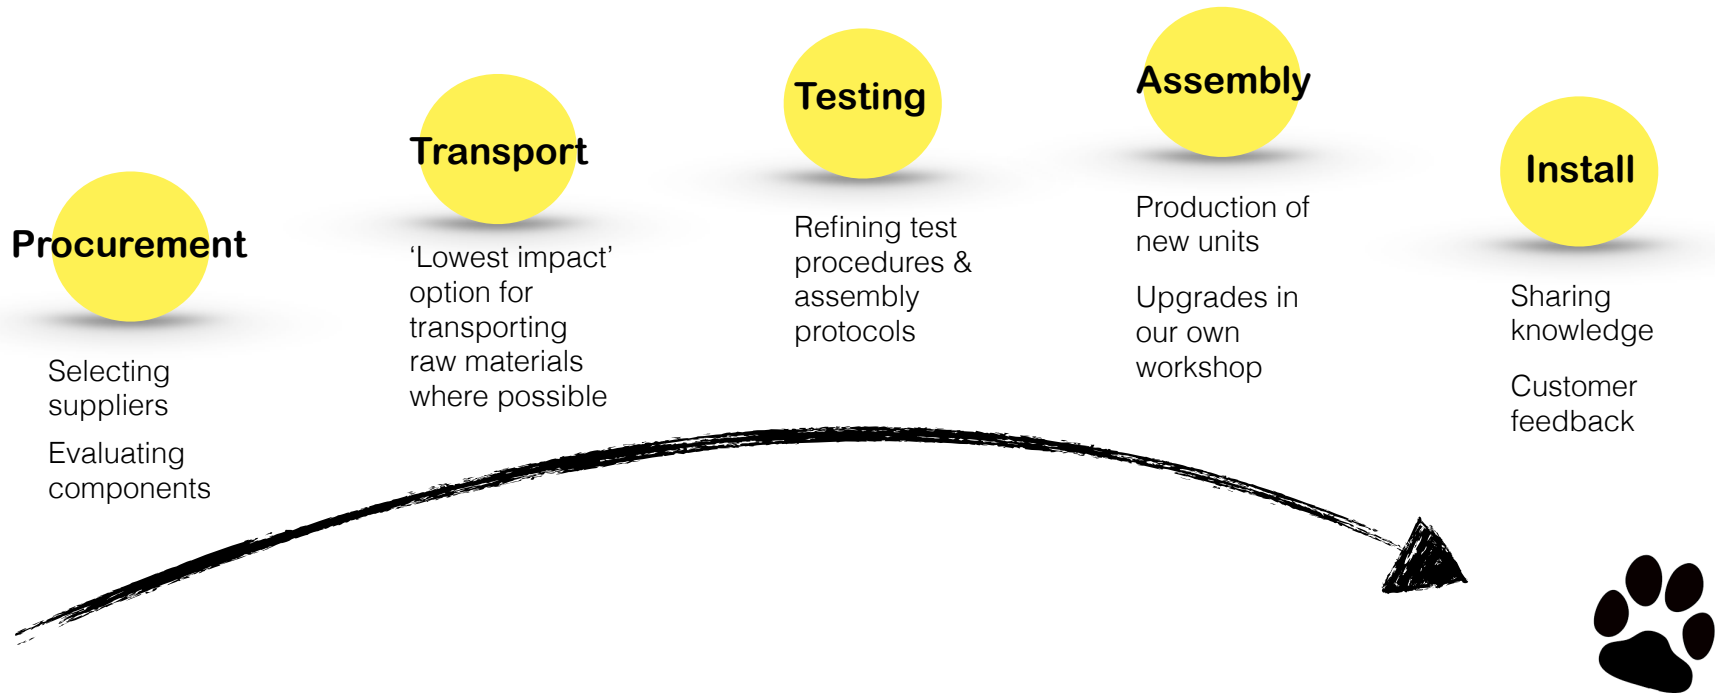 Procurement
Selecting
suppliers
Evaluating
components
Transport
‘Lowest impact’
option for
transporting
raw materials
where possible
Testing
Refining test
procedures &
assembly
protocols
Assembly
Production of
new units
Upgrades in
our own
workshop
Install
Sharing
knowledge
Customer
feedback